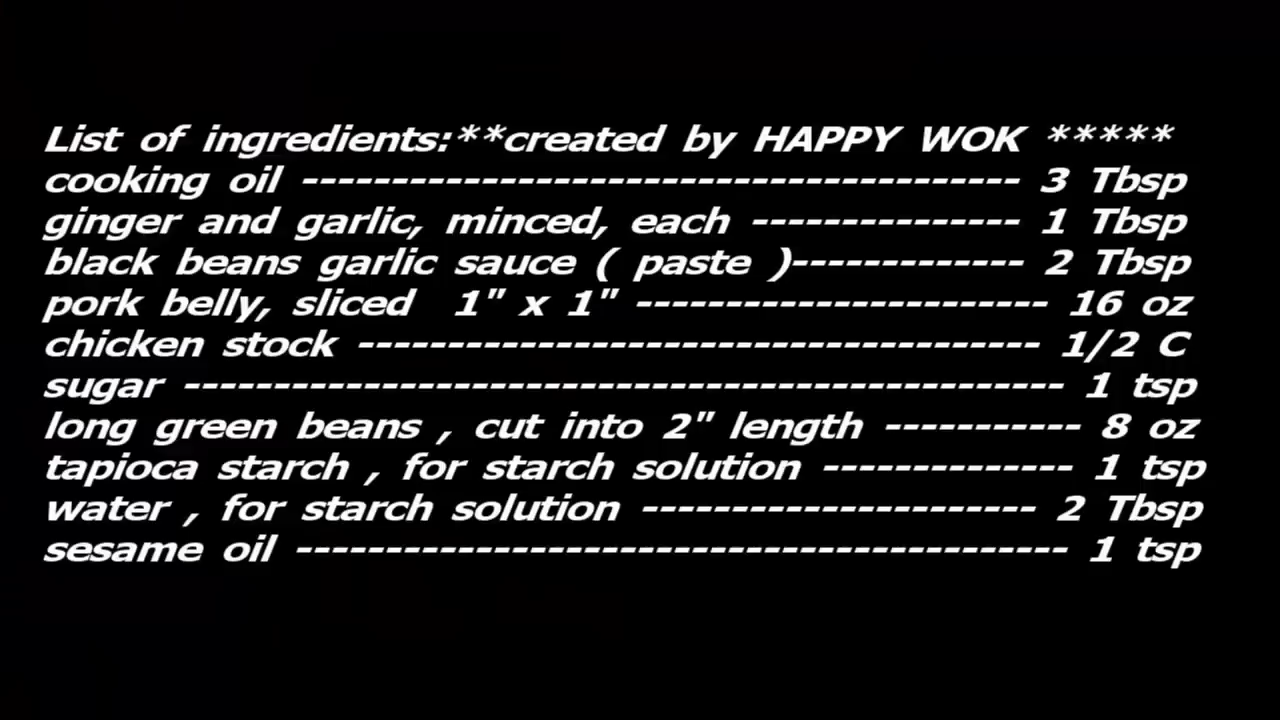 List of ingredients:**created by HAPPY WOK *****
cooking oil ---------------------------------------- 3 Tbsp
ginger and garlic, minced, each --------------- 1 Tbsp
black beans garlic sauce ( paste )------------- 2 Tbsp
pork belly, sliced  1" x 1" ----------------------- 16 oz
chicken stock -------------------------------------- 1/2 C
sugar ------------------------------------------------- 1 tsp
long green beans , cut into 2" length ----------- 8 oz
tapioca starch , for starch solution -------------- 1 tsp
water , for starch solution ---------------------- 2 Tbsp
sesame oil ------------------------------------------- 1 tsp